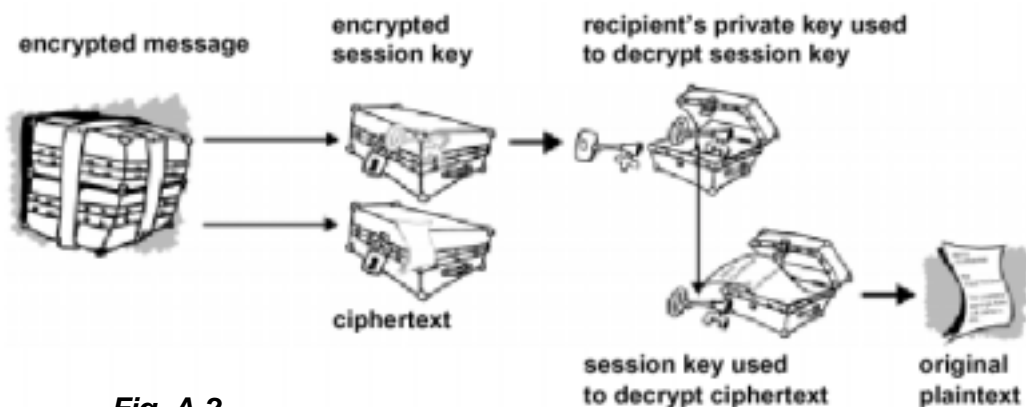 encrypted message
encrypted
session key
recipient's private key used
to decrypt session key
ciphertext
session key used
to decrypt ciphertext
original
plaintext
Fig. A-2